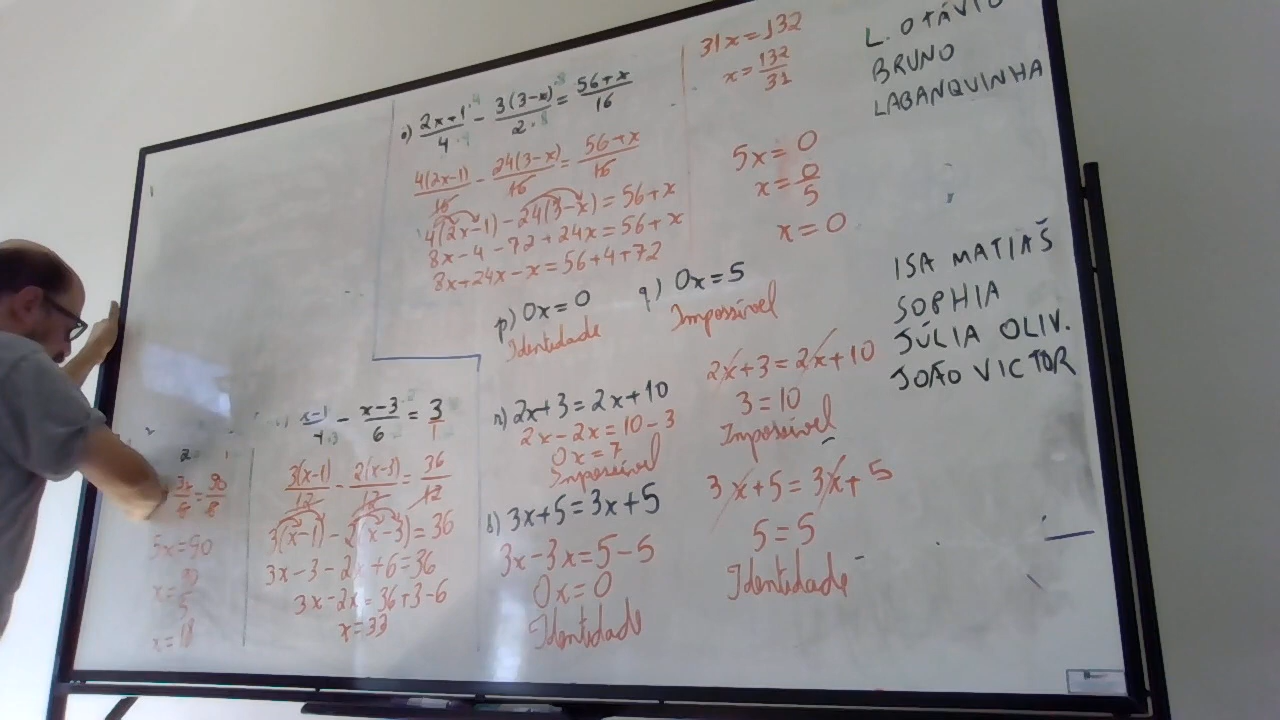 o) (2x+1)/4 - 3(3-x)/2 = (56+x)/16
4(2x-1)/16 - 24(3-x)/16 = (56+x)/16
4(2x-1) - 24(3-x) = 56+x
8x-4-72+24x=56+x
8x+24x-x=56+4+72
31x=132
x=132/31
5x=0
x=0/5
x=0
p) 0x=0
Identidade
q) 0x=5
Impossível
2x+3=2x+10
3=10
Impossível
r) 2x+3=2x+10
2x-2x=10-3
0x=7
Impossível
3x+5=3x+5
3x-3x=5-5
0x=0
Identidade
3x+5=3x+5
5=5
Identidade
(x-1)/4 - (x-3)/6 = 3/1
3(x-1)/12 - 2(x-3)/12 = 36/12
3(x-1) - 2(x-3) = 36
3x-3-2x+6=36
3x-2x=36+3-6
x=33
5x=90
x=90/5
x=18
L. OTÁVIO
BRUNO
LABANQUINHA
ISA MATIAS
SOPHIA
JÚLIA OLIV.
JOÃO VICTOR